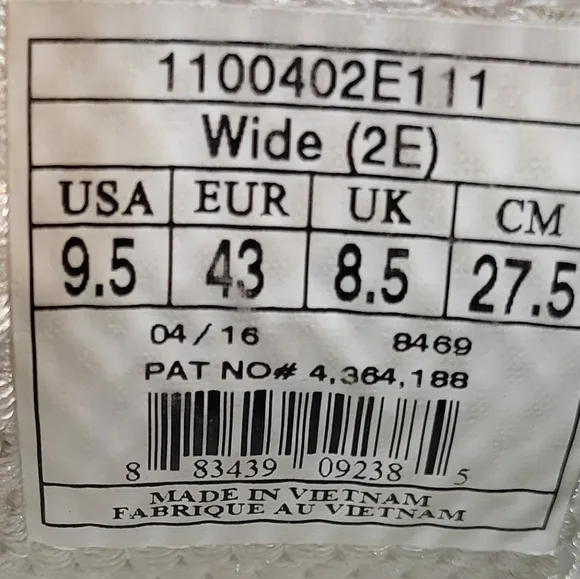 1100402E111
Wide (2E)
USA EUR UK CM
9.5 43 8.5 27.5
04/16 8469
PAT NO# 4,364,188
8 83439 09238 5
MADE IN VIETNAM
FABRIQUE AU VIETNAM